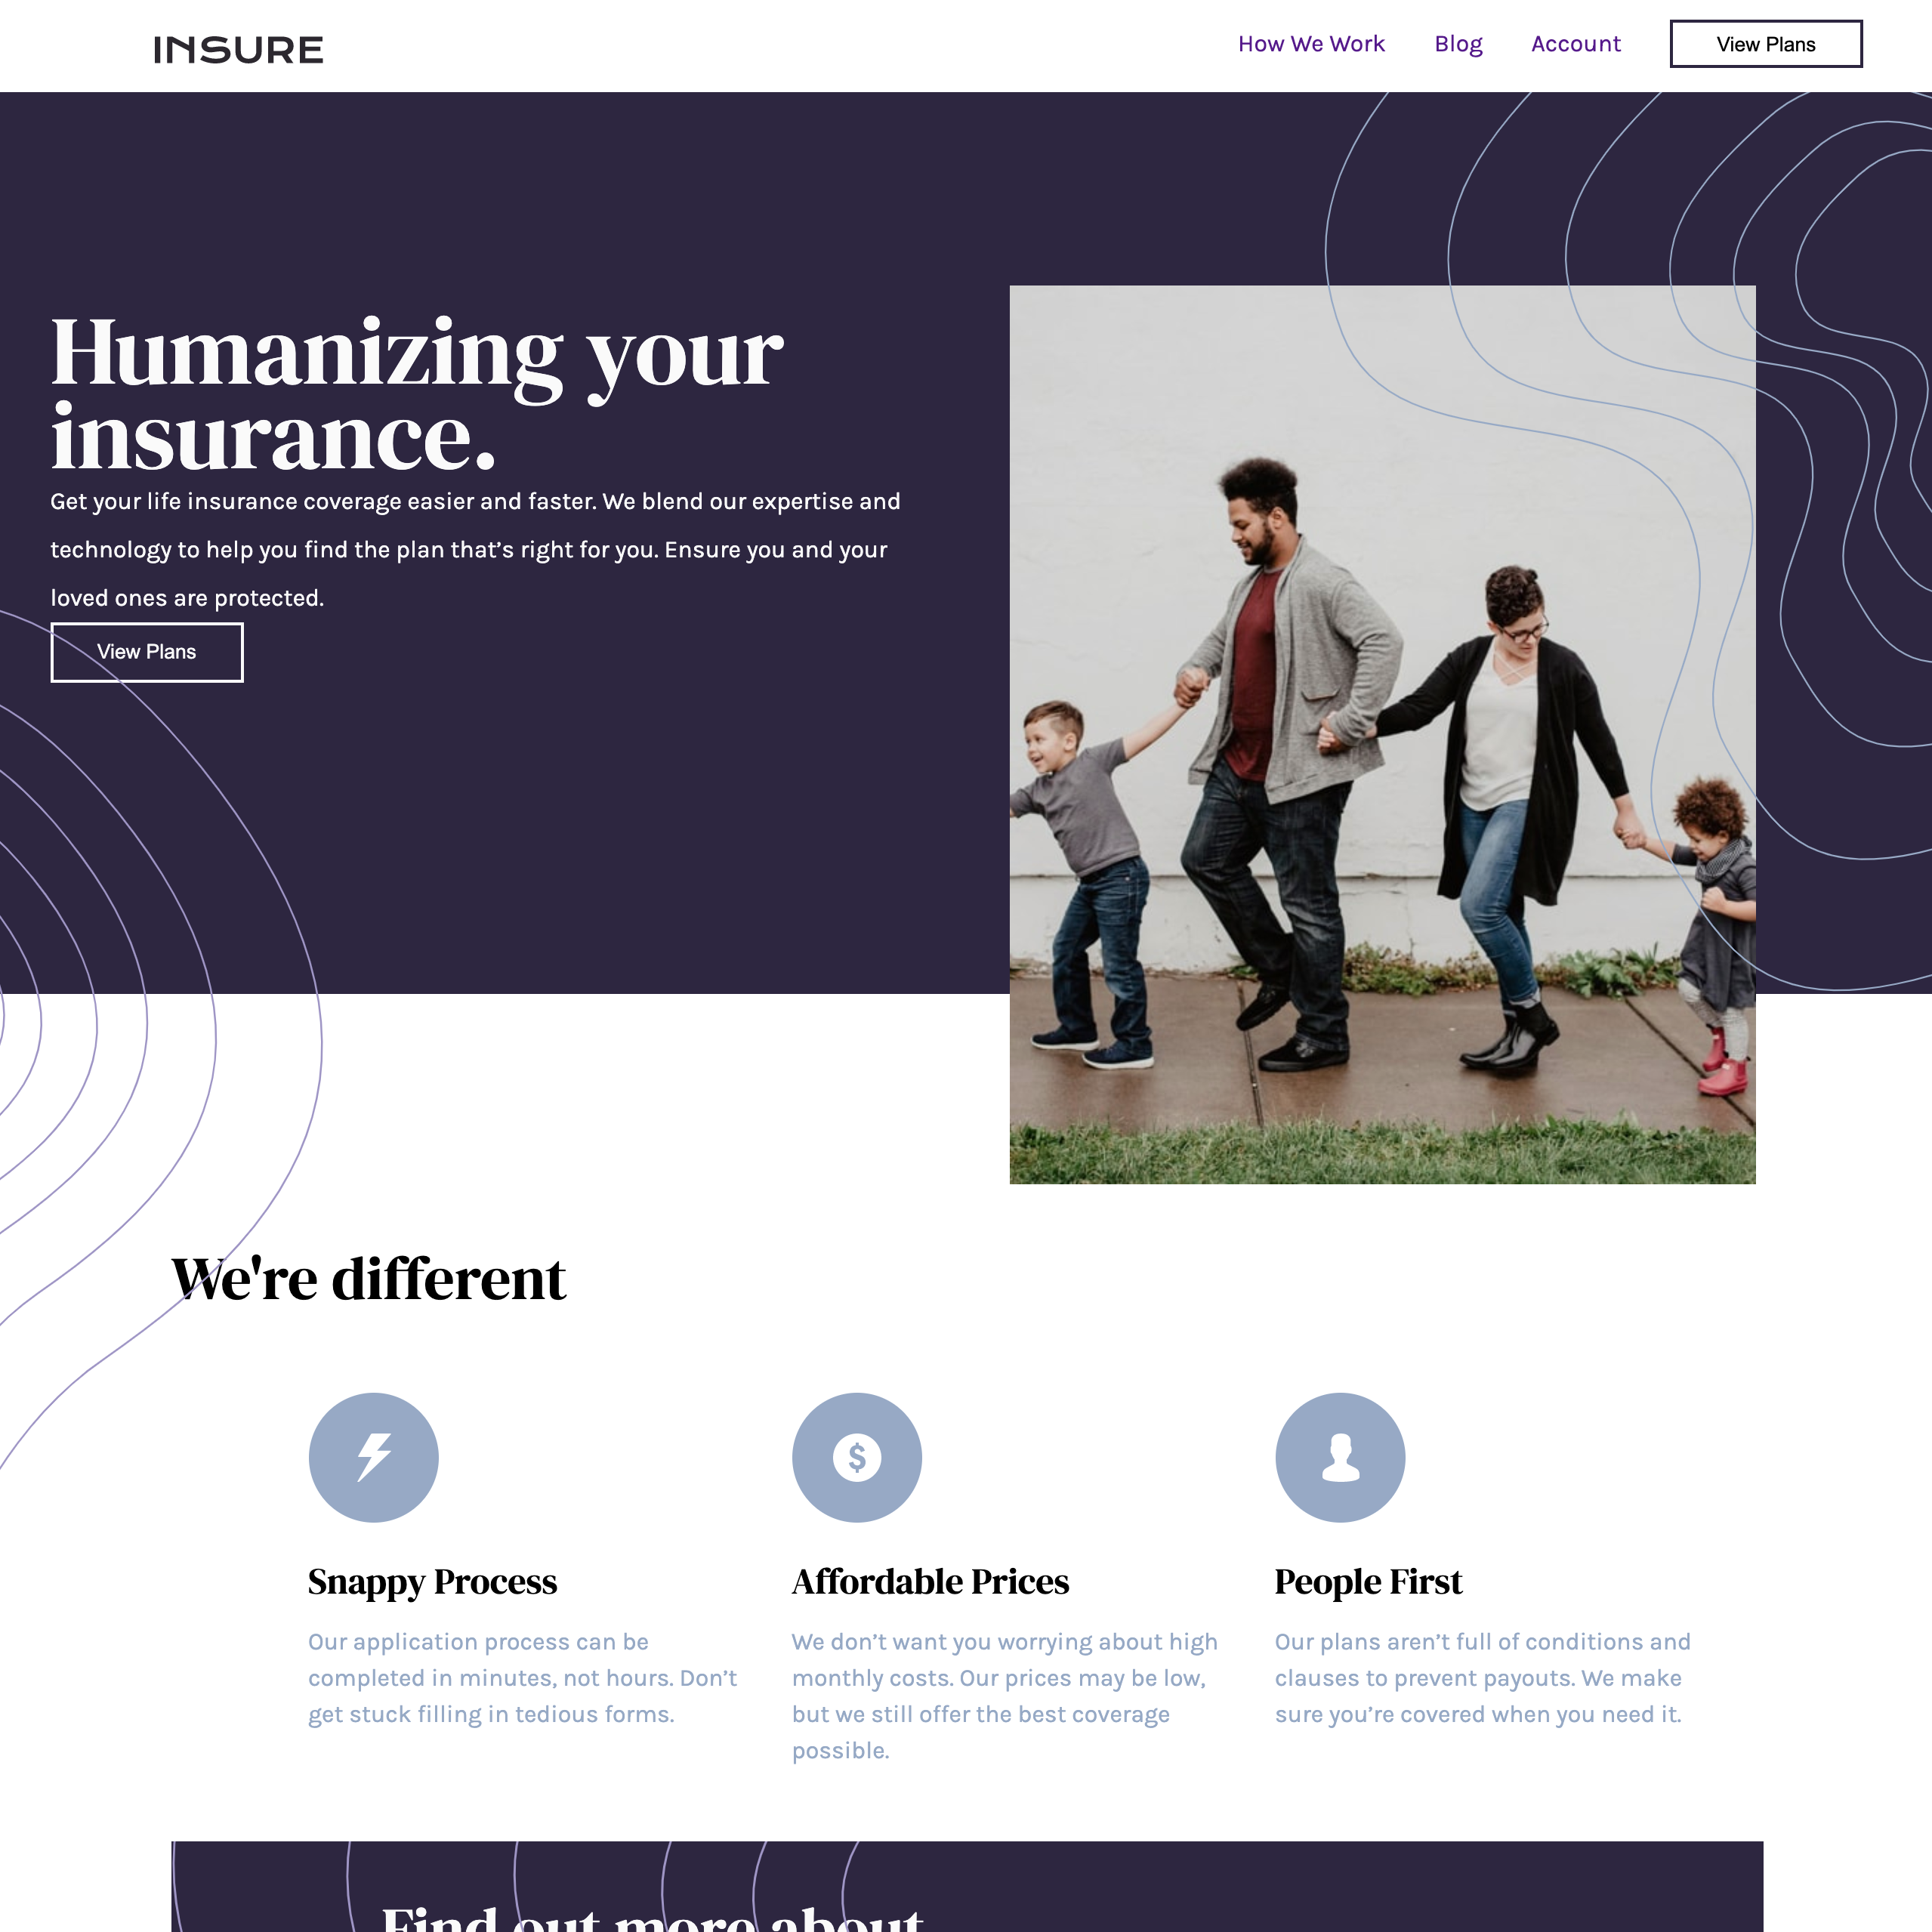 INSURE
How We Work
Blog
Account
View Plans
Humanizing your
insurance.
Get your life insurance coverage easier and faster. We blend our expertise and
technology to help you find the plan that’s right for you. Ensure you and your
loved ones are protected.
View Plans
We're different
Snappy Process
Our application process can be
completed in minutes, not hours. Don’t
get stuck filling in tedious forms.
Affordable Prices
We don’t want you worrying about high
monthly costs. Our prices may be low,
but we still offer the best coverage
possible.
People First
Our plans aren’t full of conditions and
clauses to prevent payouts. We make
sure you’re covered when you need it.
Find out more about